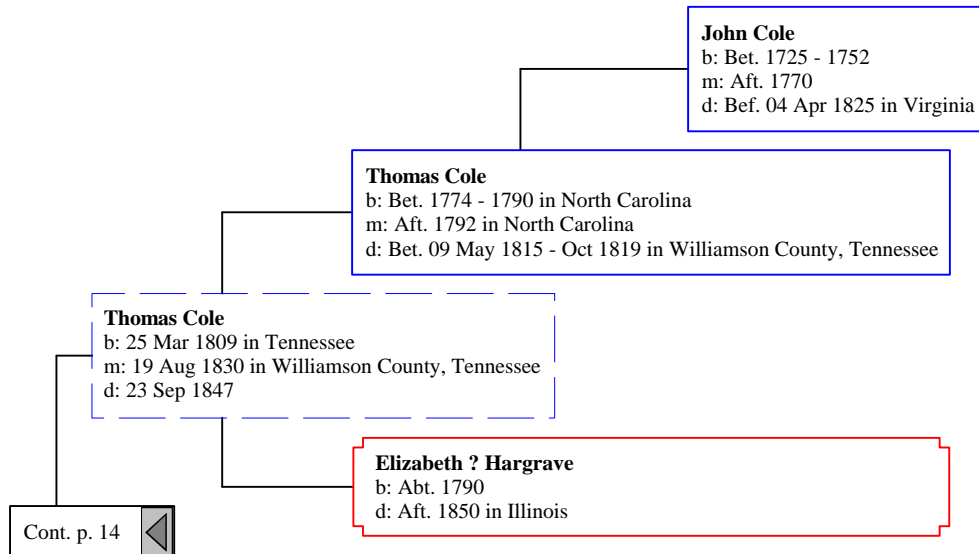 John Cole
b: Bet. 1725 - 1752
m: Aft. 1770
d: Bef. 04 Apr 1825 in Virginia
Thomas Cole
b: Bet. 1774 - 1790 in North Carolina
m: Aft. 1792 in North Carolina
d: Bet. 09 May 1815 - Oct 1819 in Williamson County, Tennessee
Thomas Cole
b: 25 Mar 1809 in Tennessee
m: 19 Aug 1830 in Williamson County, Tennessee
d: 23 Sep 1847
Elizabeth ? Hargrave
b: Abt. 1790
d: Aft. 1850 in Illinois
Cont. p. 14